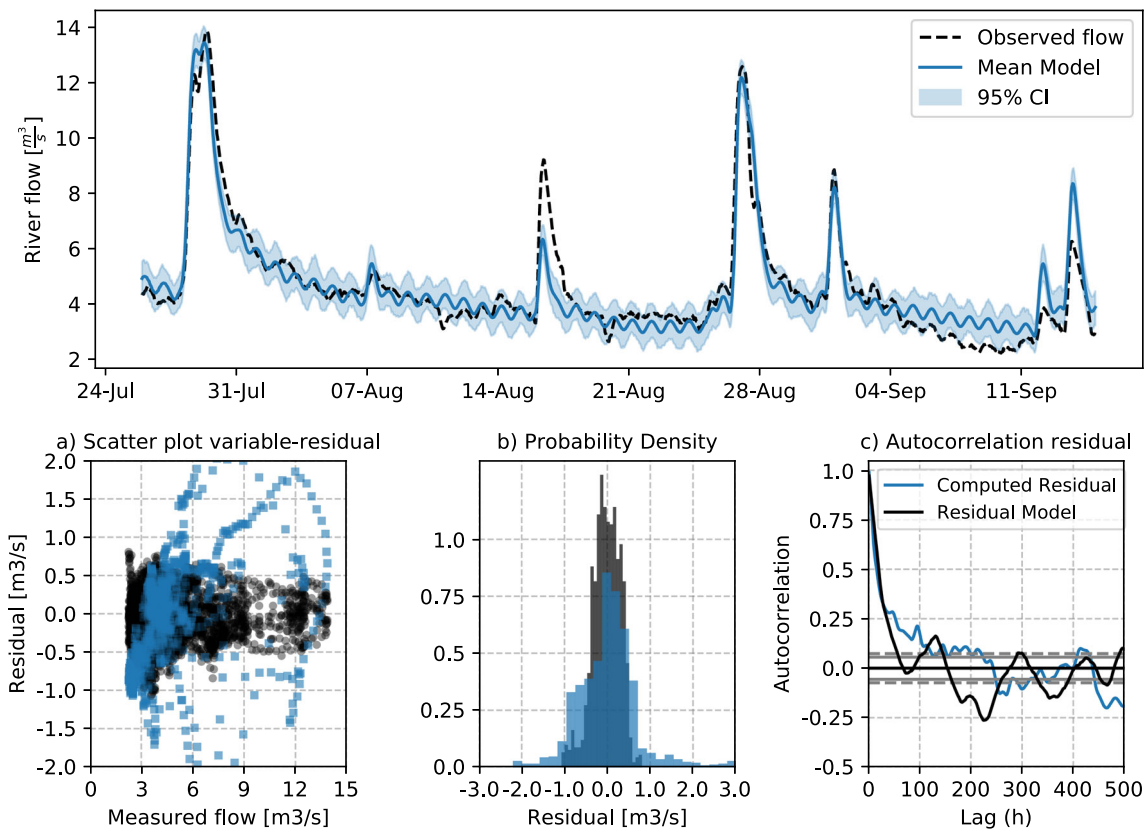 14
12
10
8
6
4
2
River flow [m³/s]
Observed flow
Mean Model
95% CI
24-Jul 31-Jul 07-Aug 14-Aug 21-Aug 28-Aug 04-Sep 11-Sep
a) Scatter plot variable-residual
2.0
1.5
1.0
0.5
0.0
-0.5
-1.0
-1.5
-2.0
Residual [m3/s]
0 3 6 9 12 15
Measured flow [m3/s]
b) Probability Density
1.0
0.75
0.5
0.25
0.0
-3.0 -2.0 -1.0 0.0 1.0 2.0 3.0
Residual [m3/s]
c) Autocorrelation residual
1.0
0.75
0.5
0.25
0.0
-0.25
-0.5
Autocorrelation
Computed Residual
Residual Model
0 100 200 300 400 500
Lag (h)